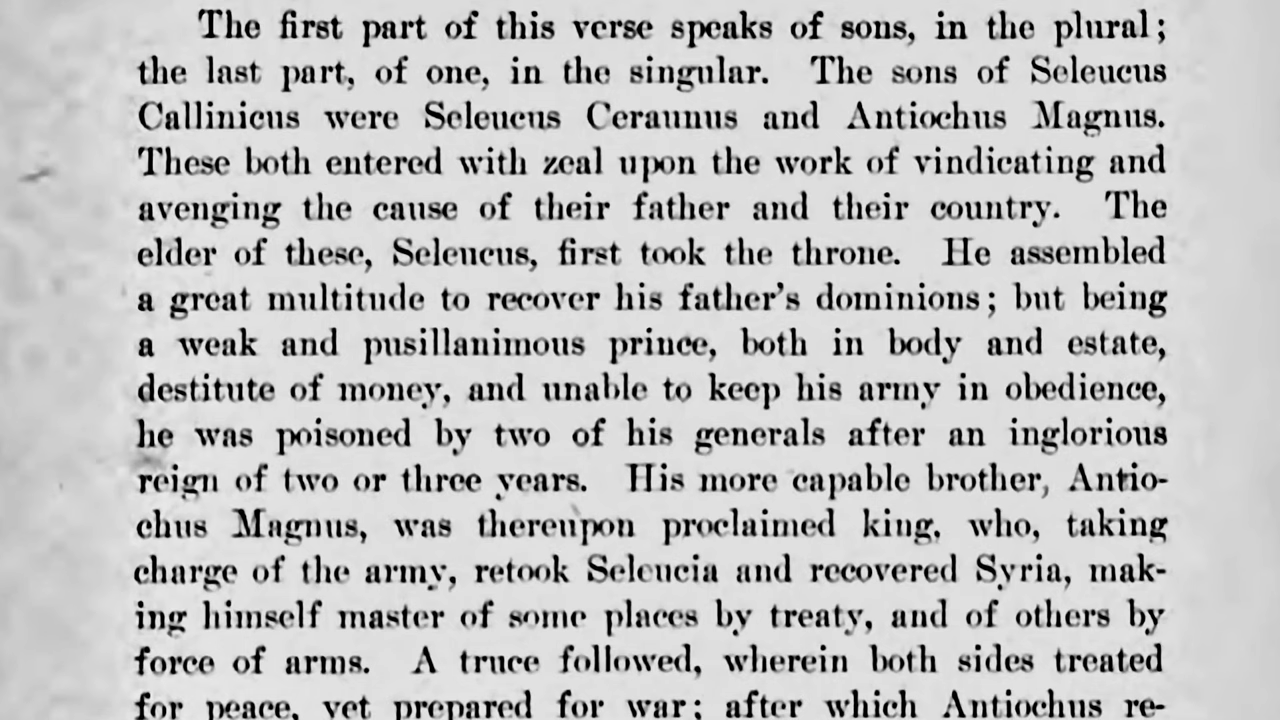 The first part of this verse speaks of sons, in the plural;
the last part, of one, in the singular. The sons of Seleucus
Callinicus were Seleucus Ceraunus and Antiochus Magnus.
These both entered with zeal upon the work of vindicating and
avenging the cause of their father and their country. The
elder of these, Seleucus, first took the throne. He assembled
a great multitude to recover his father's dominions; but being
a weak and pusillanimous prince, both in body and estate,
destitute of money, and unable to keep his army in obedience,
he was poisoned by two of his generals after an inglorious
reign of two or three years. His more capable brother, Antio-
chus Magnus, was thereupon proclaimed king, who, taking
charge of the army, retook Seleucia and recovered Syria, mak-
ing himself master of some places by treaty, and of others by
force of arms. A truce followed, wherein both sides treated
for peace, yet prepared for war; after which Antiochus re-